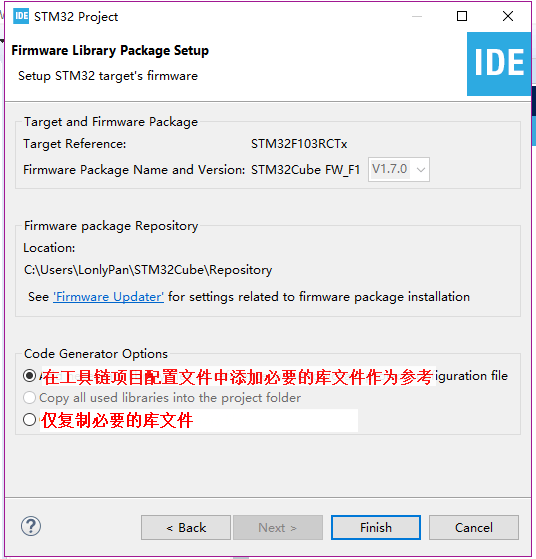 IDE STM32 Project
Firmware Library Package Setup
Setup STM32 target's firmware
IDE
Target and Firmware Package
Target Reference: STM32F103RCTx
Firmware Package Name and Version: STM32Cube FW_F1 V1.7.0
Firmware package Repository
Location:
C:\Users\LonlyPan\STM32Cube\Repository
See 'Firmware Updater' for settings related to firmware package installation
Code Generator Options
在工具链项目配置文件中添加必要的库文件作为参考 iguration file
Copy all used libraries into the project folder
仅复制必要的库文件
?
< Back Next > Finish Cancel